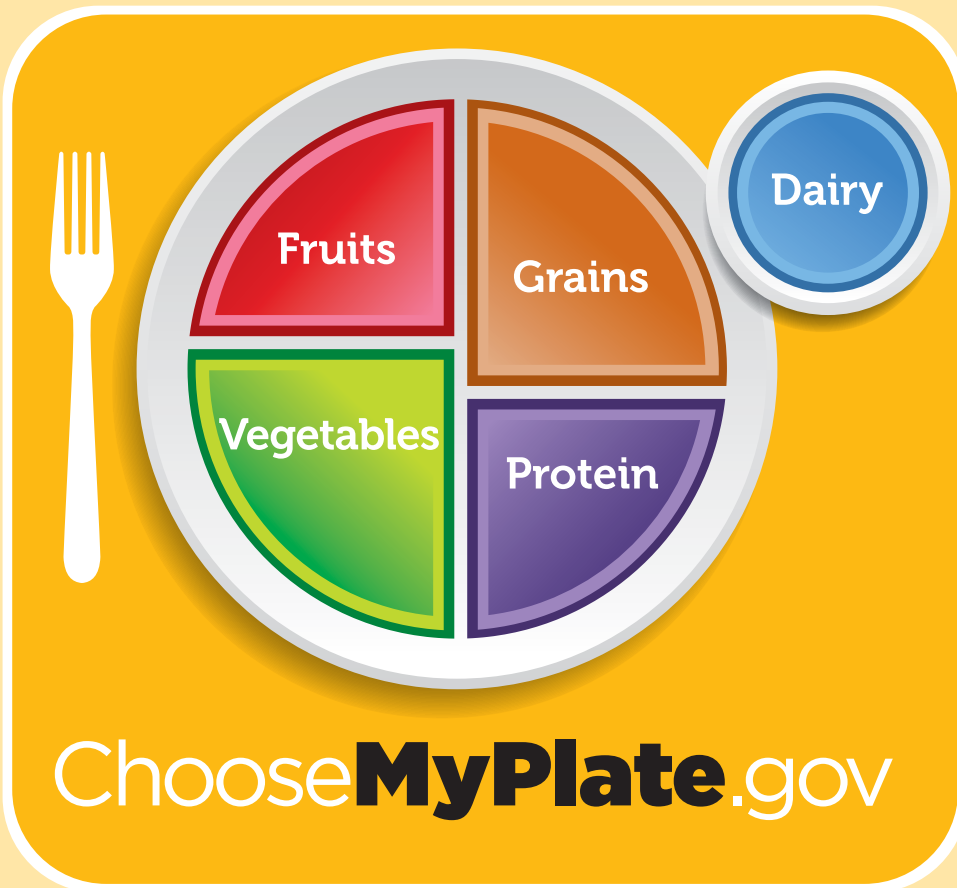 Fruits
Grains
Dairy
Vegetables
Protein
ChooseMyPlate.gov